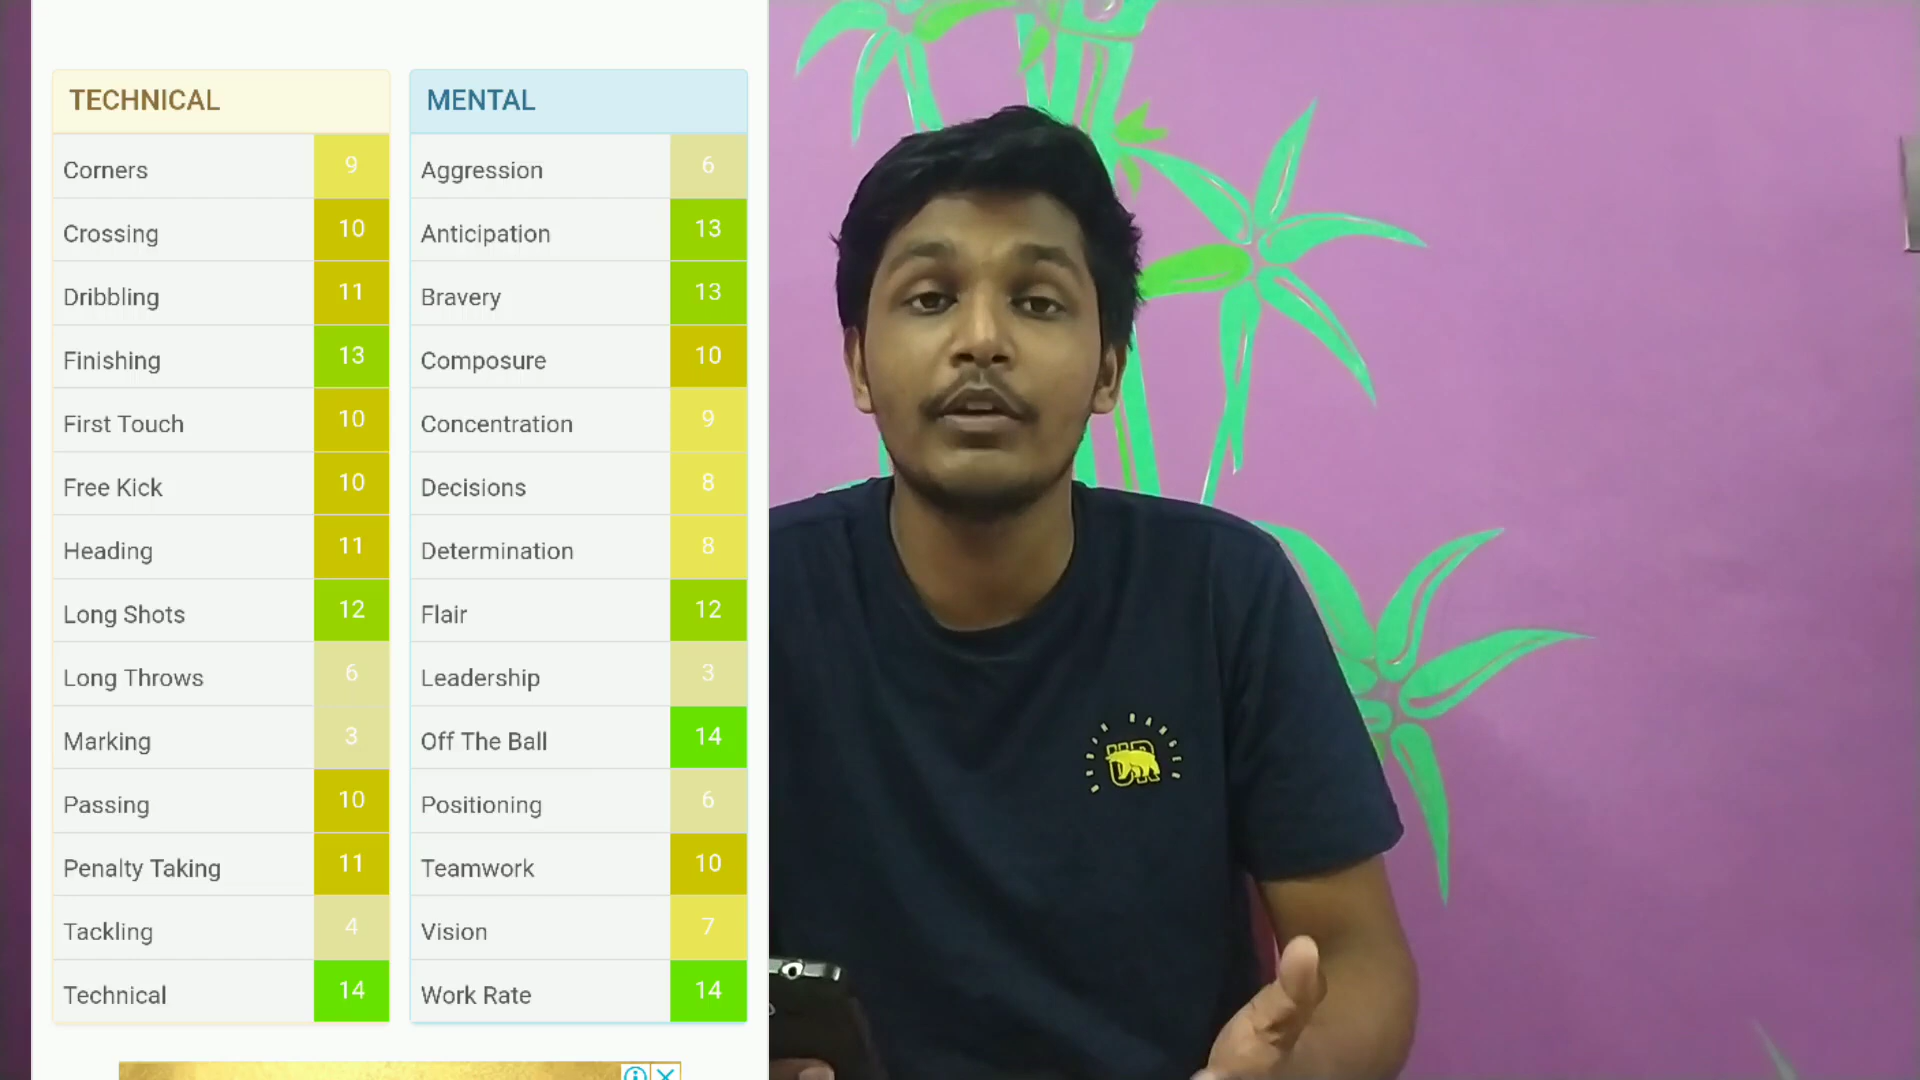 TECHNICAL
Corners 9
Crossing 10
Dribbling 11
Finishing 13
First Touch 10
Free Kick 10
Heading 11
Long Shots 12
Long Throws 6
Marking 3
Passing 10
Penalty Taking 11
Tackling 4
Technical 14
MENTAL
Aggression 6
Anticipation 13
Bravery 13
Composure 10
Concentration 9
Decisions 8
Determination 8
Flair 12
Leadership 3
Off The Ball 14
Positioning 6
Teamwork 10
Vision 7
Work Rate 14
UR